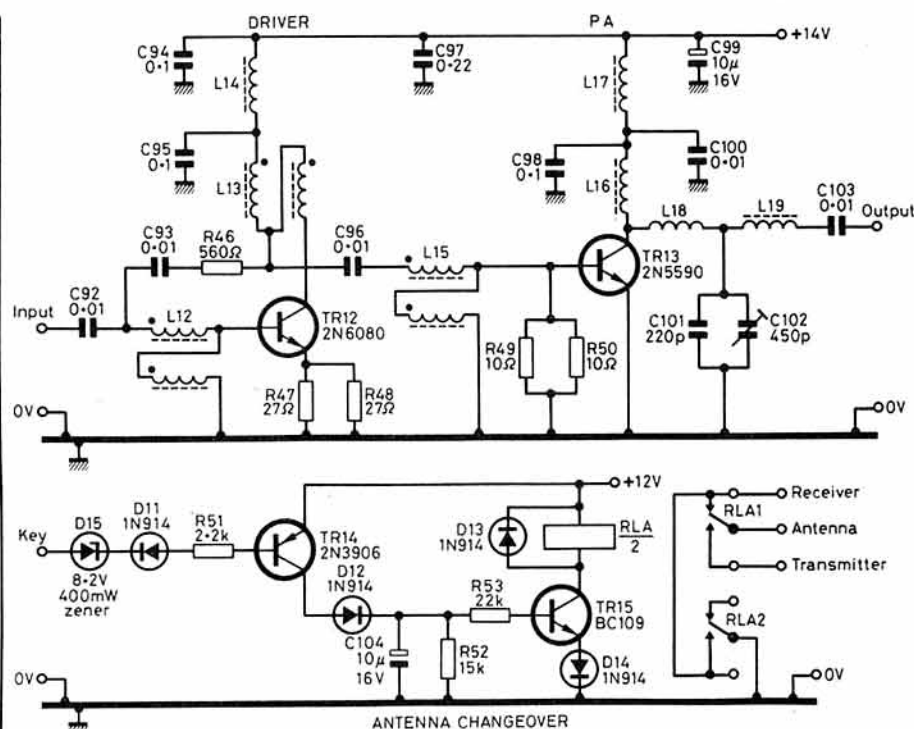 DRIVER
PA
+14V
C94
0·1
L14
C97
0·22
L17
C99
10μ
16V
C95
0·1
L13
C98
0·1
L16
C100
0·01
C93
0·01
R46
560Ω
C96
0·01
L15
L18
L19
C103
0·01
Output
TR13
2N5590
C92
0·01
Input
L12
TR12
2N6080
R49
10Ω
R50
10Ω
C101
220p
C102
450p
R47
27Ω
R48
27Ω
0V
0V
+12V
Key
D15
8·2V
400mW
zener
D11
1N914
R51
2·2k
TR14
2N3906
D13
1N914
RLA
2
RLA1
Receiver
Antenna
Transmitter
D12
1N914
R53
22k
TR15
BC109
RLA2
C104
10μ
16V
R52
15k
D14
1N914
0V
0V
ANTENNA CHANGEOVER